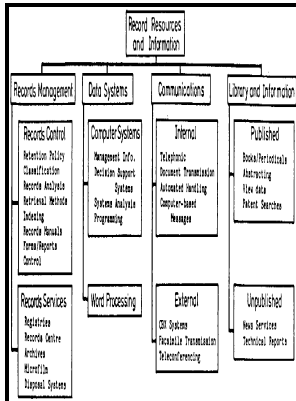 Record Resources
and Information
Records Management
Data Systems
Communications
Library and Information
Records Control
Retention Policy
Classification
Records Analysis
Retrieval Methods
Indexing
Records Manuals
Forms/Reports
Control
Records Services
Registries
Records Centre
Archives
Microfilm
Disposal Systems
Computer Systems
Management Info.
Decision Support
Systems
Systems Analysis
Programming
Word Processing
Internal
Telephonic
Document Transmission
Automated Handling
Computer-based
Messages
External
CBX Systems
Facsimile Transmission
Teleconferencing
Published
Books/Periodicals
Abstracting
View data
Patent Searches
Unpublished
News Services
Technical Reports